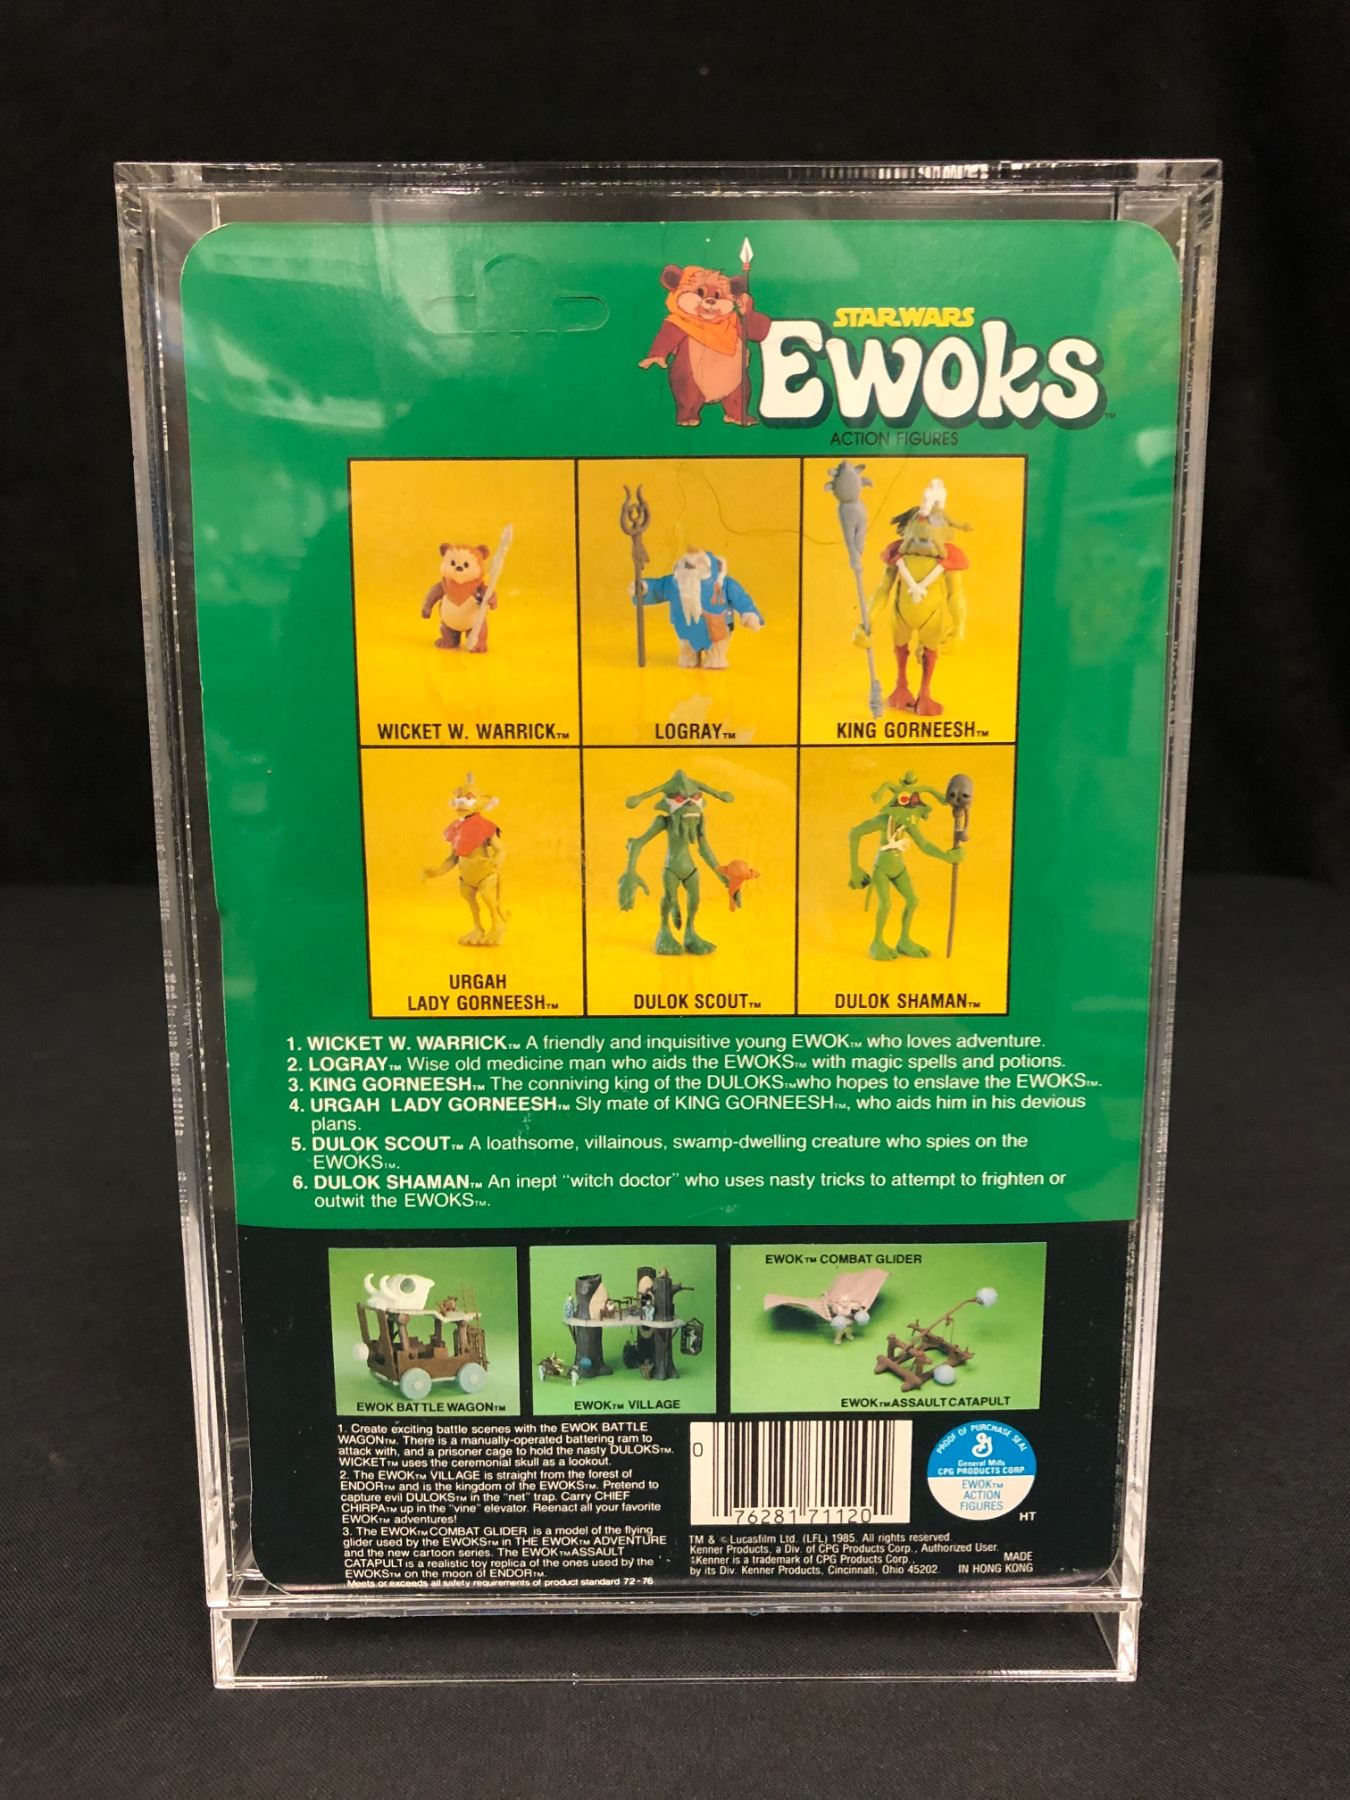 STAR WARS
EWOKS™
ACTION FIGURES
WICKET W. WARRICK™
LOGRAY™
KING GORNEESH™
URGAH
LADY GORNEESH™
DULOK SCOUT™
DULOK SHAMAN™
1. WICKET W. WARRICK™ A friendly and inquisitive young EWOK™ who loves adventure.
2. LOGRAY™ Wise old medicine man who aids the EWOKS™ with magic spells and potions.
3. KING GORNEESH™ The conniving king of the DULOKS™who hopes to enslave the EWOKS™.
4. URGAH LADY GORNEESH™ Sly mate of KING GORNEESH™, who aids him in his devious
plans.
5. DULOK SCOUT™ A loathsome, villainous, swamp-dwelling creature who spies on the
EWOKS™.
6. DULOK SHAMAN™ An inept "witch doctor" who uses nasty tricks to attempt to frighten or
outwit the EWOKS™.
EWOK BATTLE WAGON™
EWOK™ VILLAGE
EWOK™ COMBAT GLIDER
EWOK™ASSAULT CATAPULT
1. Create exciting battle scenes with the EWOK BATTLE
WAGON™. There is a manually-operated battering ram to
attack with, and a prisoner cage to hold the nasty DULOKS™.
WICKET™ uses the ceremonial skull as a lookout.
2. The EWOK™ VILLAGE is straight from the forest of
ENDOR™ and is the kingdom of the EWOKS™. Pretend to
capture evil DULOKS™ in the "net" trap. Carry CHIEF
CHIRPA™ up in the "vine" elevator. Reenact all your favorite
EWOK™ adventures!
3. The EWOK™COMBAT GLIDER is a model of the flying
glider used by the EWOKS™ in THE EWOK™ ADVENTURE
and the new cartoon series. The EWOK™ASSAULT
CATAPULT is a realistic toy replica of the ones used by the
EWOKS™ on the moon of ENDOR™.
Meets or exceeds all safety requirements of product standard 72-76
0
76281 71120
PROOF OF PURCHASE SEAL
G
General Mills
CPG PRODUCTS CORP
EWOK™
ACTION
FIGURES
HT
TM & © Lucasfilm Ltd. (LFL) 1985. All rights reserved.
Kenner Products, a Div. of CPG Products Corp., Authorized User.
Kenner is a trademark of CPG Products Corp.,
by its Div. Kenner Products, Cincinnati, Ohio 45202.
MADE
IN HONG KONG